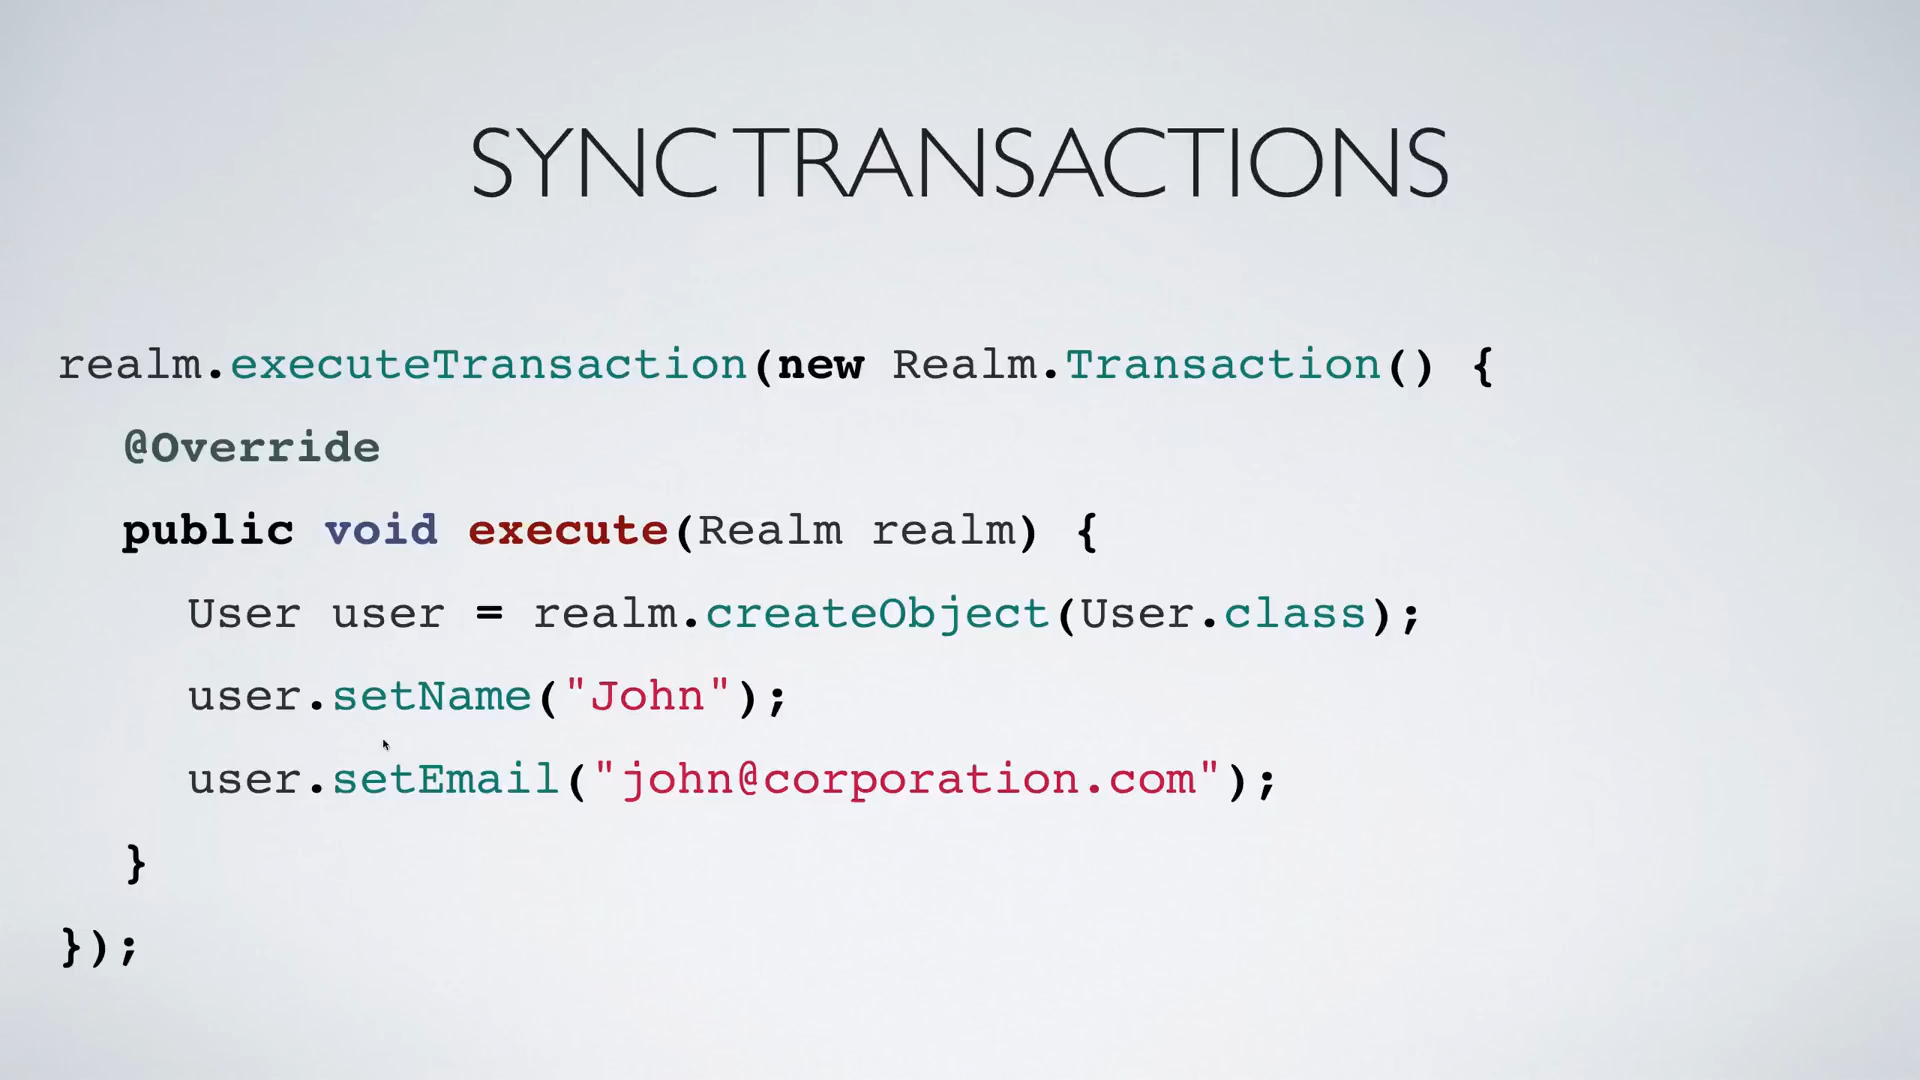 SYNC TRANSACTIONS
realm.executeTransaction(new Realm.Transaction() {
@Override
public void execute(Realm realm) {
User user = realm.createObject(User.class);
user.setName("John");
user.setEmail("john@corporation.com");
}
});